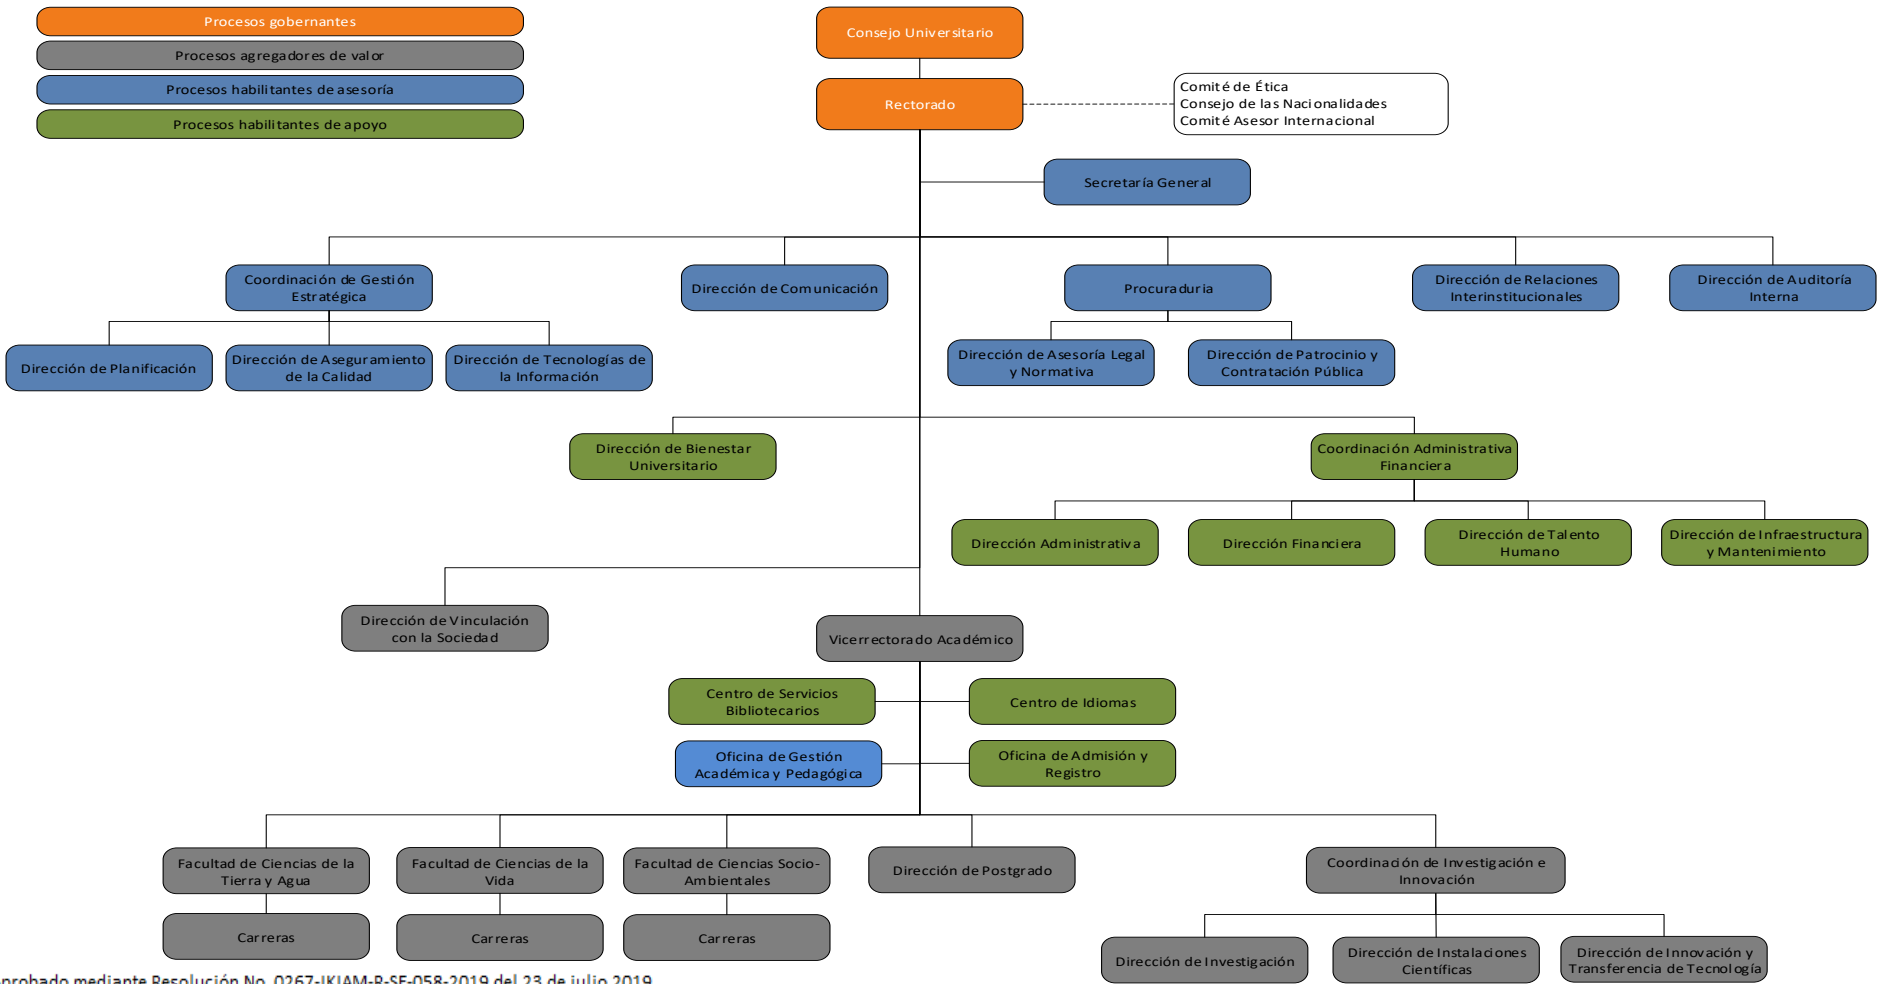 Procesos gobernantes
Procesos agregadores de valor
Procesos habilitantes de asesoría
Procesos habilitantes de apoyo
Consejo Universitario
Rectorado
Comité de Ética
Consejo de las Nacionalidades
Comité Asesor Internacional
Secretaría General
Coordinación de Gestión
Estratégica
Dirección de Comunicación
Procuraduria
Dirección de Relaciones
Interinstitucionales
Dirección de Auditoría
Interna
Dirección de Planificación
Dirección de Aseguramiento
de la Calidad
Dirección de Tecnologías de
la Información
Dirección de Asesoría Legal
y Normativa
Dirección de Patrocinio y
Contratación Pública
Dirección de Bienestar
Universitario
Coordinación Administrativa
Financiera
Dirección Administrativa
Dirección Financiera
Dirección de Talento
Humano
Dirección de Infraestructura
y Mantenimiento
Dirección de Vinculación
con la Sociedad
Vicerrectorado Académico
Centro de Servicios
Bibliotecarios
Centro de Idiomas
Oficina de Gestión
Académica y Pedagógica
Oficina de Admisión y
Registro
Facultad de Ciencias de la
Tierra y Agua
Facultad de Ciencias de la
Vida
Facultad de Ciencias Socio-
Ambientales
Dirección de Postgrado
Coordinación de Investigación e
Innovación
Carreras
Carreras
Carreras
Dirección de Investigación
Dirección de Instalaciones
Científicas
Dirección de Innovación y
Transferencia de Tecnología
probado mediante Resolución No. 0267-IKIAM-R-SE-058-2019 del 23 de julio 2019